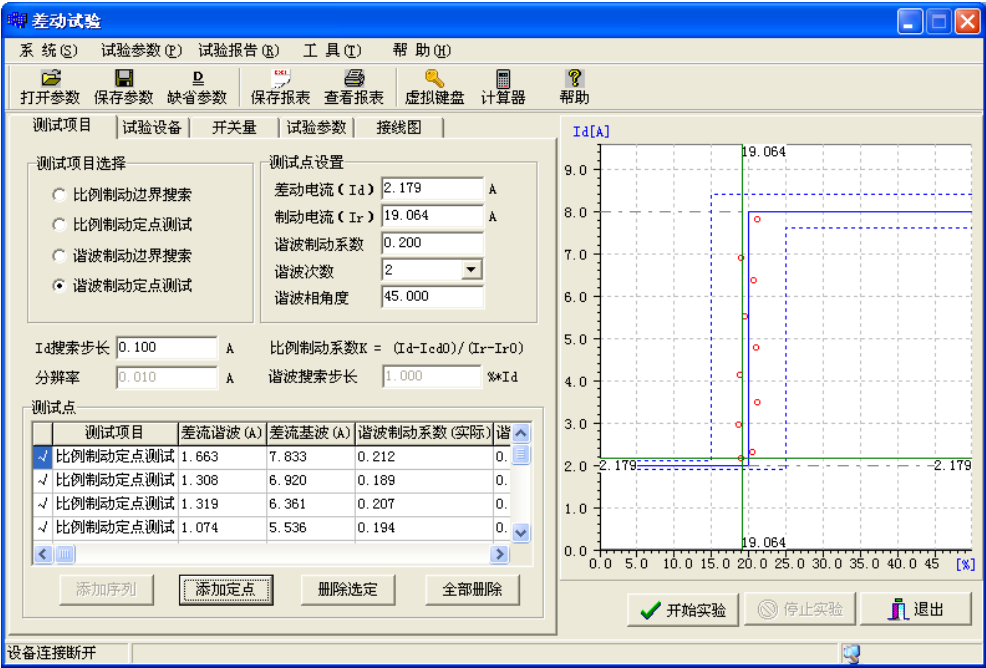 差动试验
系 统(S) 试验参数(P) 试验报告(R) 工 具(T) 帮 助(H)
打开参数 保存参数 缺省参数 保存报表 查看报表 虚拟键盘 计算器 帮助
测试项目 试验设备 开关量 试验参数 接线图
测试项目选择
比例制动边界搜索
比例制动定点测试
谐波制动边界搜索
谐波制动定点测试
测试点设置
差动电流(Id) 2.179 A
制动电流(Ir) 19.064 A
谐波制动系数 0.200
谐波次数 2
谐波相角度 45.000
Id搜索步长 0.100 A 比例制动系数K = (Id-Icd0)/(Ir-Ir0)
分辨率 0.010 A 谐波搜索步长 1.000 %*Id
测试点
测试项目 差流谐波(A) 差流基波(A) 谐波制动系数(实际) 谐
√ 比例制动定点测试 1.663 7.833 0.212 0.
√ 比例制动定点测试 1.308 6.920 0.189 0.
√ 比例制动定点测试 1.319 6.361 0.207 0.
√ 比例制动定点测试 1.074 5.536 0.194 0.
添加序列 添加定点 删除选定 全部删除
Id[A]
19.064
9.0
8.0
7.0
6.0
5.0
4.0
3.0
2.0 2.179 2.179
1.0
19.064
0.0
0.0 5.0 10.0 15.0 20.0 25.0 30.0 35.0 40.0 45 [%]
开始实验 停止实验 退出
设备连接断开